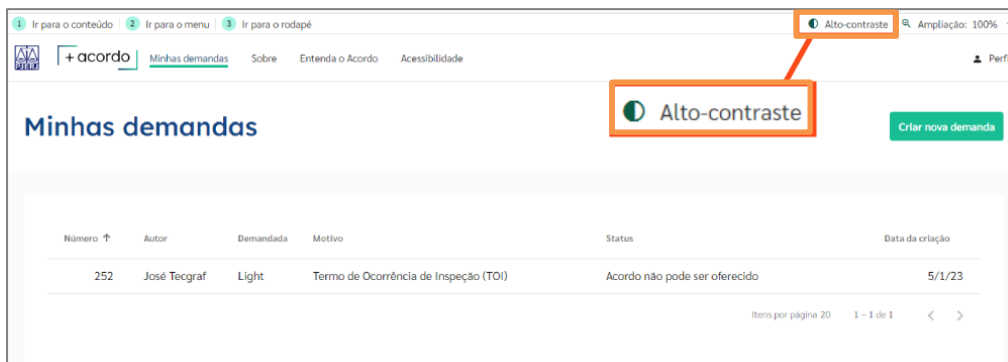 1 Ir para o conteúdo 2 Ir para o menu 3 Ir para o rodapé Alto-contraste Ampliação: 100%
PJERJ +acordo Minhas demandas Sobre Entenda o Acordo Acessibilidade Perfi
Alto-contraste
Minhas demandas Criar nova demanda
Número Autor Demandada Motivo Status Data da criação
252 José Tecgraf Light Termo de Ocorrência de Inspeção (TOI) Acordo não pode ser oferecido 5/1/23
Itens por página 20 1 – 1 de 1